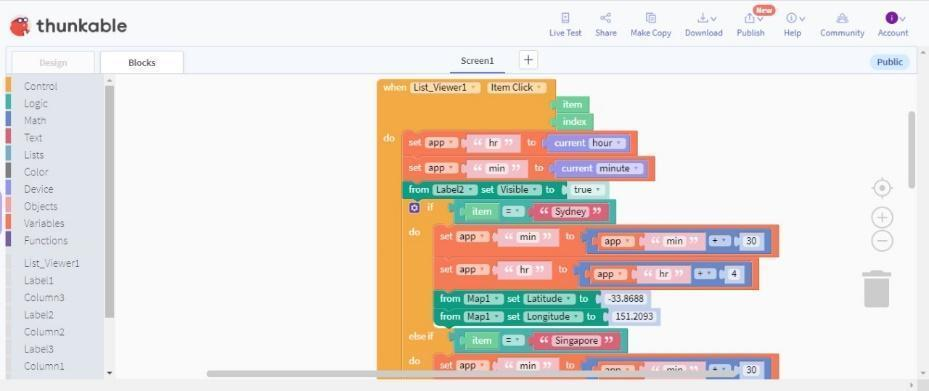 thunkable
New
Live Test Share Make Copy Download Publish Help Community Account
Design Blocks Screen1 + Public
Control
Logic
Math
Text
Lists
Color
Device
Objects
Variables
Functions
List_Viewer1
Label1
Column3
Label2
Column2
Label3
Column1
when List_Viewer1 Item Click
item
index
do set app “ hr ” to current hour
set app “ min ” to current minute
from Label2 set Visible to true
if item = “ Sydney ”
do set app “ min ” to app “ min ” + 30
set app “ hr ” to app “ hr ” + 4
from Map1 set Latitude to -33.8688
from Map1 set Longitude to 151.2093
else if item = “ Singapore ”
do set app “ min ” to app “ min ” + 30